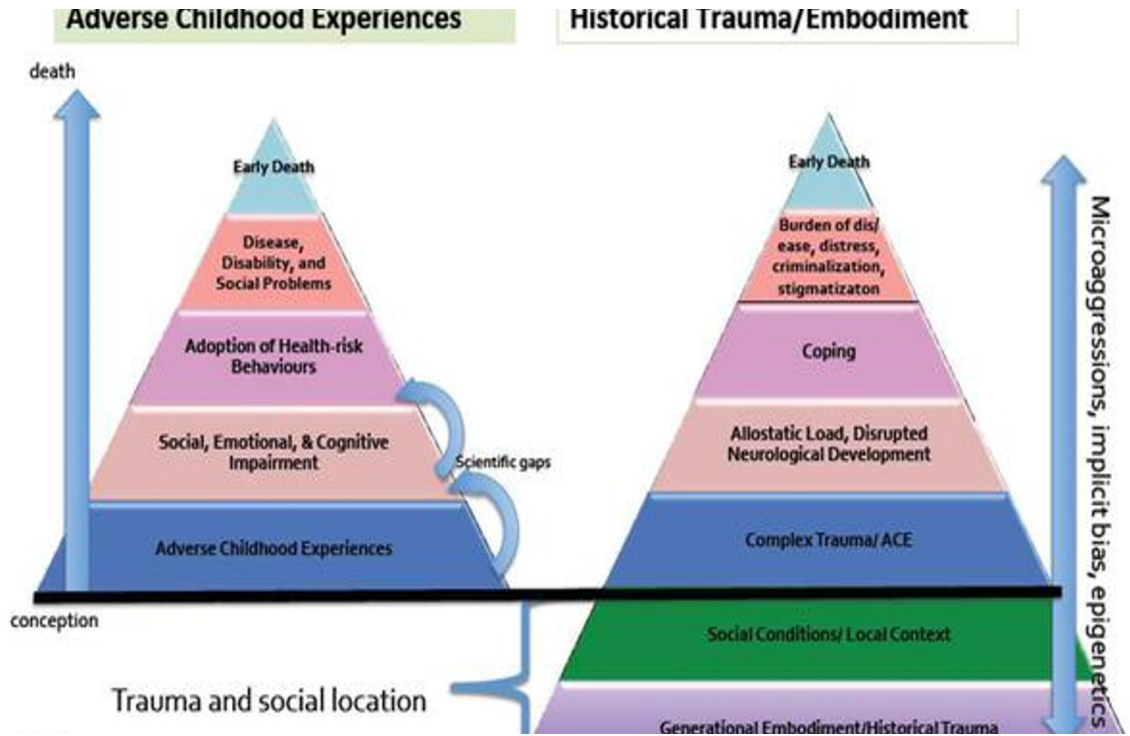 Adverse Childhood Experiences
Historical Trauma/Embodiment
death
Early Death
Disease,
Disability, and
Social Problems
Adoption of Health-risk
Behaviours
Social, Emotional, & Cognitive
Impairment
Scientific gaps
Adverse Childhood Experiences
conception
Trauma and social location
Early Death
Burden of dis/
ease, distress,
criminalization,
stigmatizaton
Coping
Allostatic Load, Disrupted
Neurological Development
Complex Trauma/ ACE
Social Conditions/ Local Context
Generational Embodiment/Historical Trauma
Microaggressions, implicit bias, epigenetics